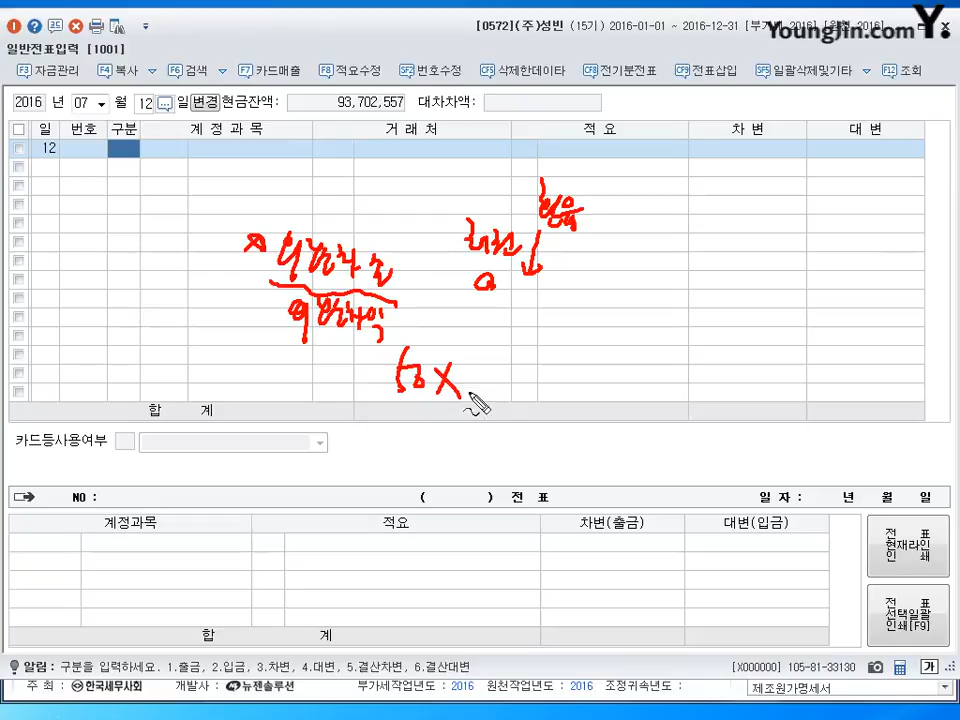 [0572](주)성빈 (15기) 2016-01-01 ~ 2016-12-31 [부가세 2016] [원천 2016]
YoungJin.com Y.
일반전표입력 [1001]
F3 자금관리 F4 복사 F6 검색 F7 카드매출 F8 적요수정 SF2 번호수정 CF5 삭제한데이타 CF8 전기분전표 CF9 전표삽입 SF5 일괄삭제및기타 F12 조회
2016 년 07 월 12 일 변경 현금잔액: 93,702,557 대차차액:
일 번호 구분 계 정 과 목 거 래 처 적 요 차 변 대 변
12
합 계
카드등사용여부
NO : ( ) 전 표 일 자 : 년 월 일
계정과목 적요 차변(출금) 대변(입금)
전 표
현재라인
인 쇄
전 표
선택일괄
인쇄[F9]
합 계
알림: 구분을 입력하세요. 1.출금, 2.입금, 3.차변, 4.대변, 5.결산차변, 6.결산대변 [X000000] 105-81-33130 가
주 최 : 한국세무사회 개발사 : 뉴젠솔루션 부가세작업년도 : 2016 원천작업년도 : 2016 조정귀속년도 : 제조원가명세서